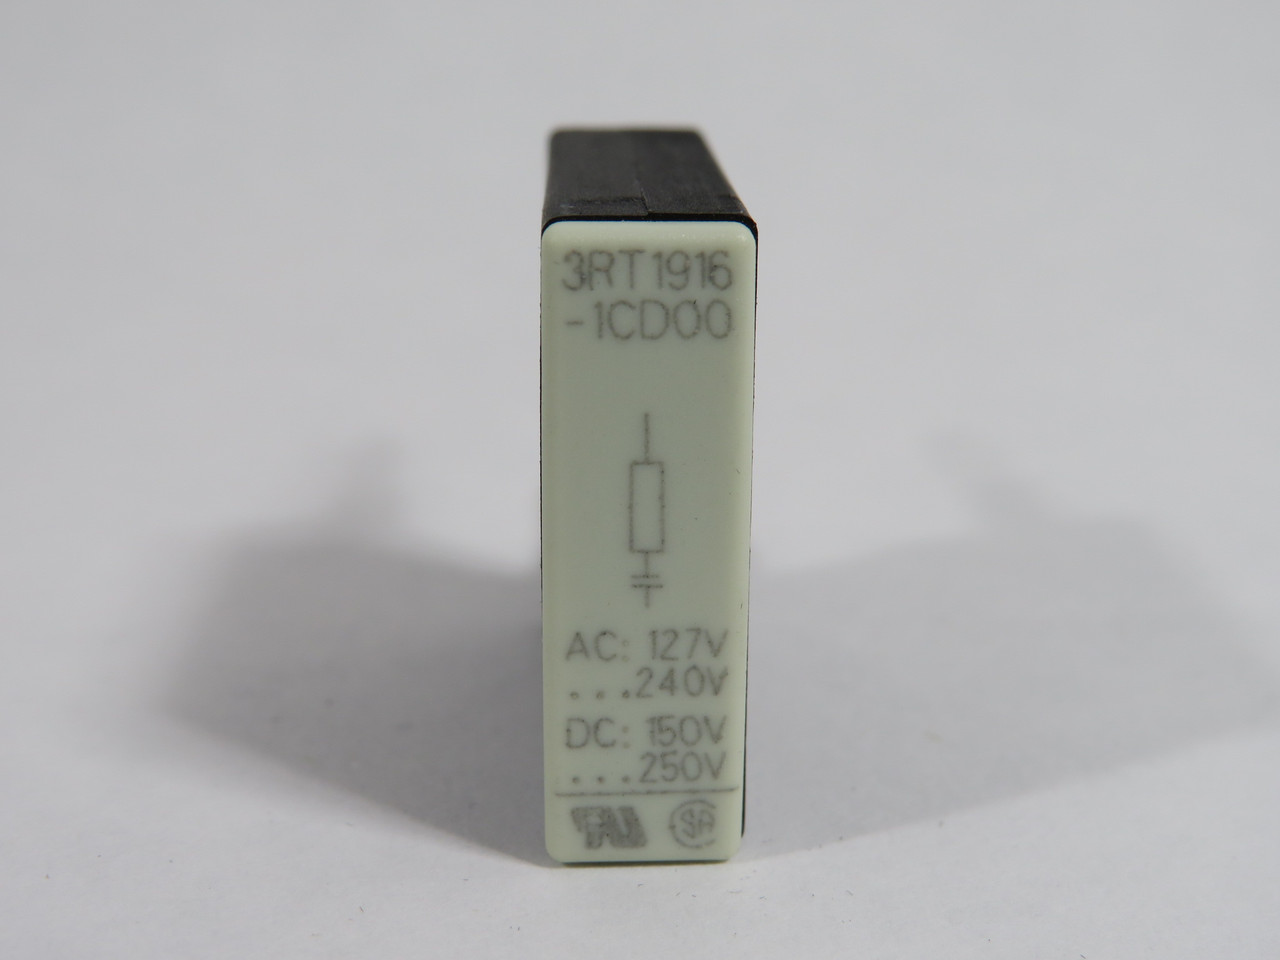 3RT1916
-1CD00
AC: 127V
...240V
DC: 150V
...250V